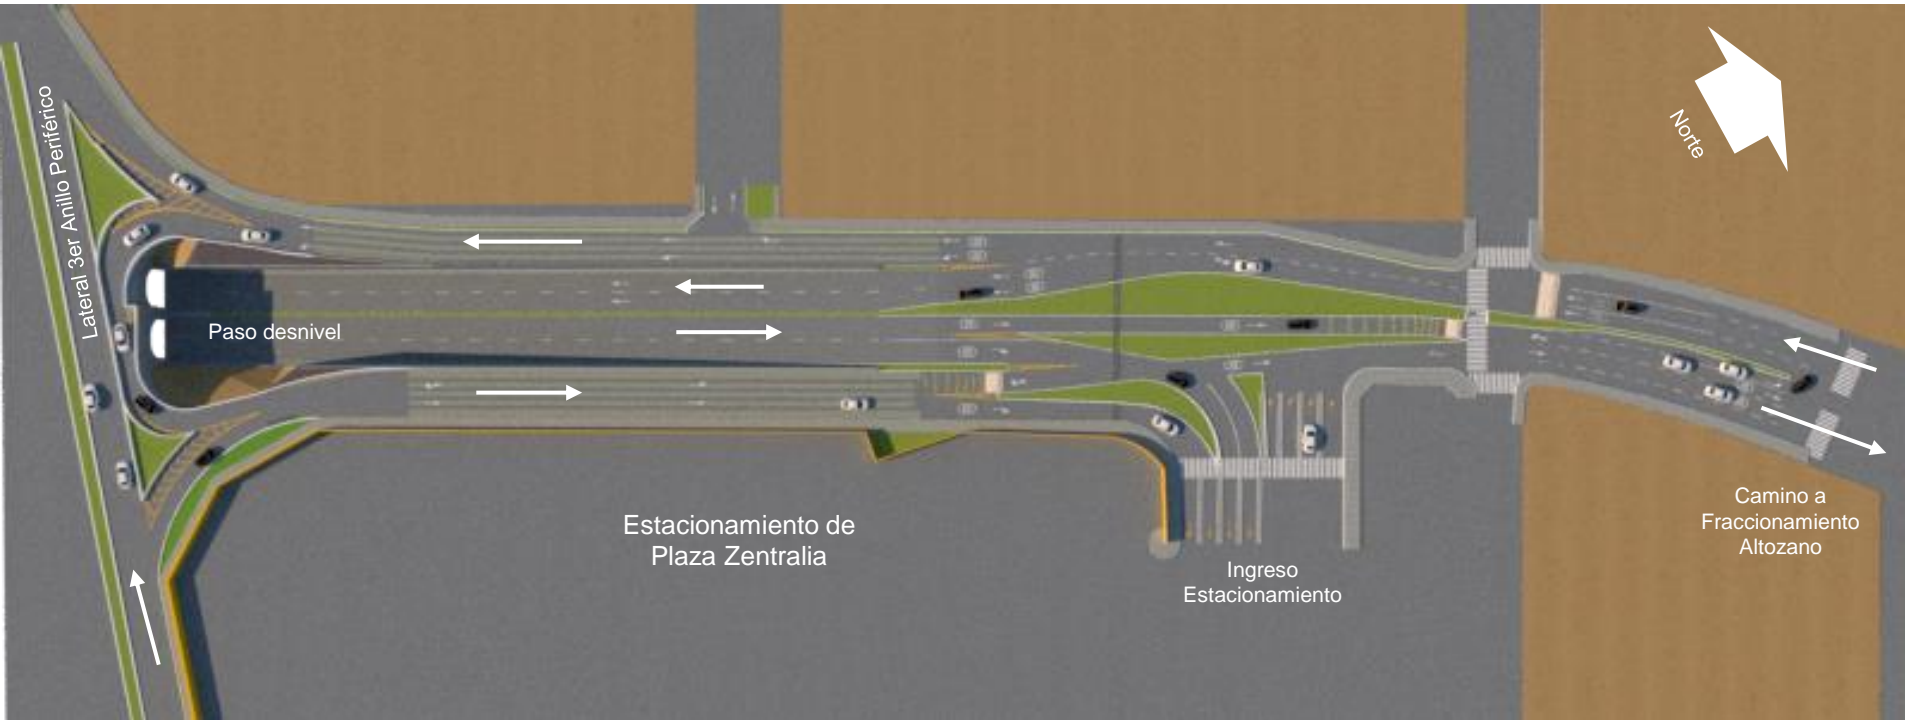 Lateral 3er Anillo Periférico
Norte
Paso desnivel
Estacionamiento de
Plaza Zentralia
Ingreso
Estacionamiento
Camino a
Fraccionamiento
Altozano